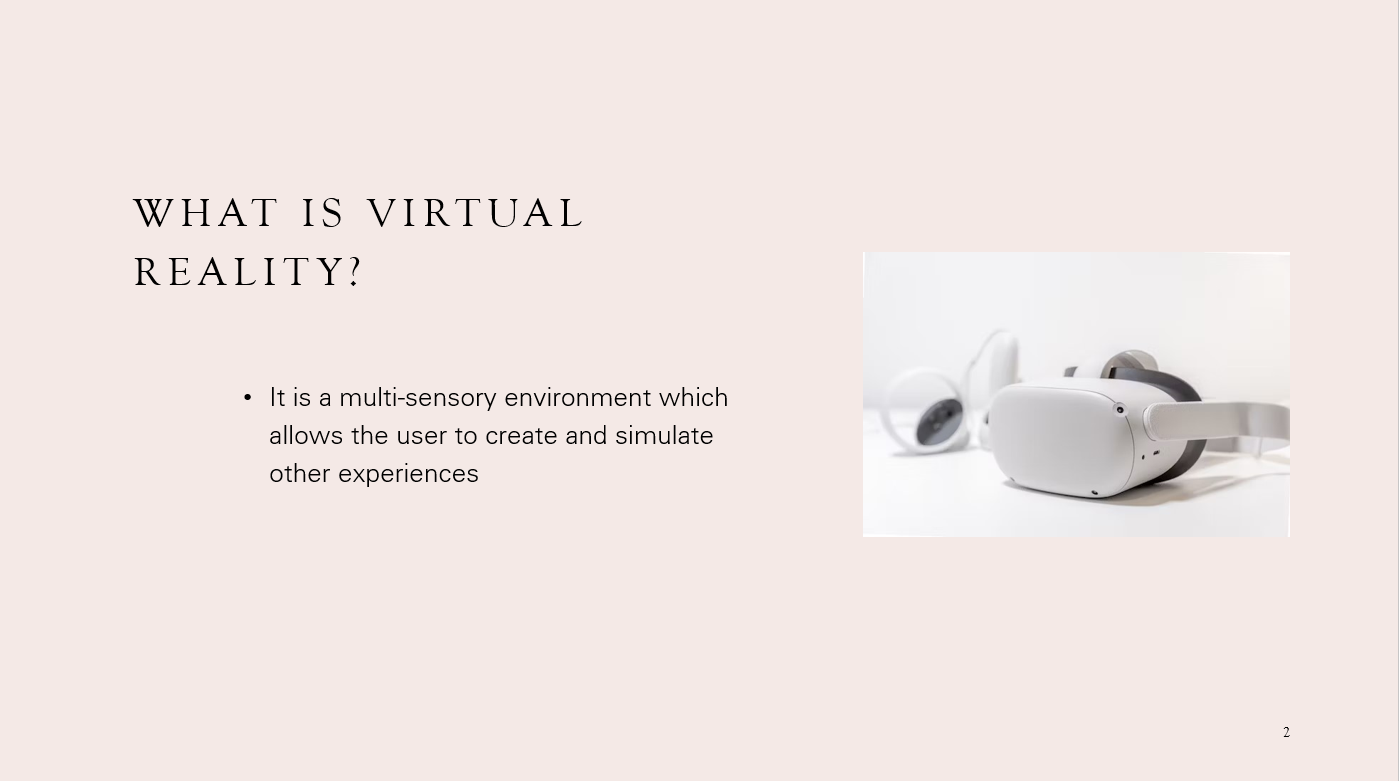 WHAT IS VIRTUAL
REALITY?
• It is a multi-sensory environment which
allows the user to create and simulate
other experiences
2